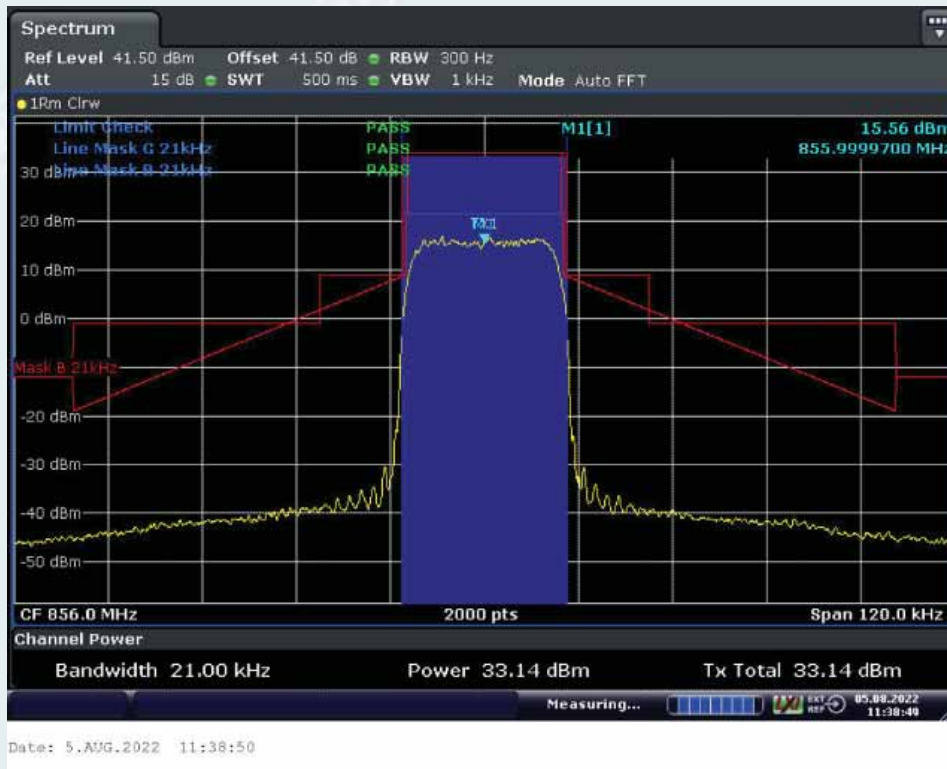 Spectrum
Ref Level 41.50 dBm Offset 41.50 dB RBW 300 Hz
Att 15 dB SWT 500 ms VBW 1 kHz Mode Auto FFT
1Rm Clrw
Limit Check PASS M1[1] 15.56 dBm
Line Mask G 21kHz PASS 855.9999700 MHz
30 dBm Line Mask B 21kHz PASS
20 dBm
10 dBm
0 dBm
Mask B 21kHz
-20 dBm
-30 dBm
-40 dBm
-50 dBm
CF 856.0 MHz 2000 pts Span 120.0 kHz
Channel Power
Bandwidth 21.00 kHz Power 33.14 dBm Tx Total 33.14 dBm
Measuring... EXT REF 05.08.2022
11:38:49
Date: 5.AUG.2022 11:38:50